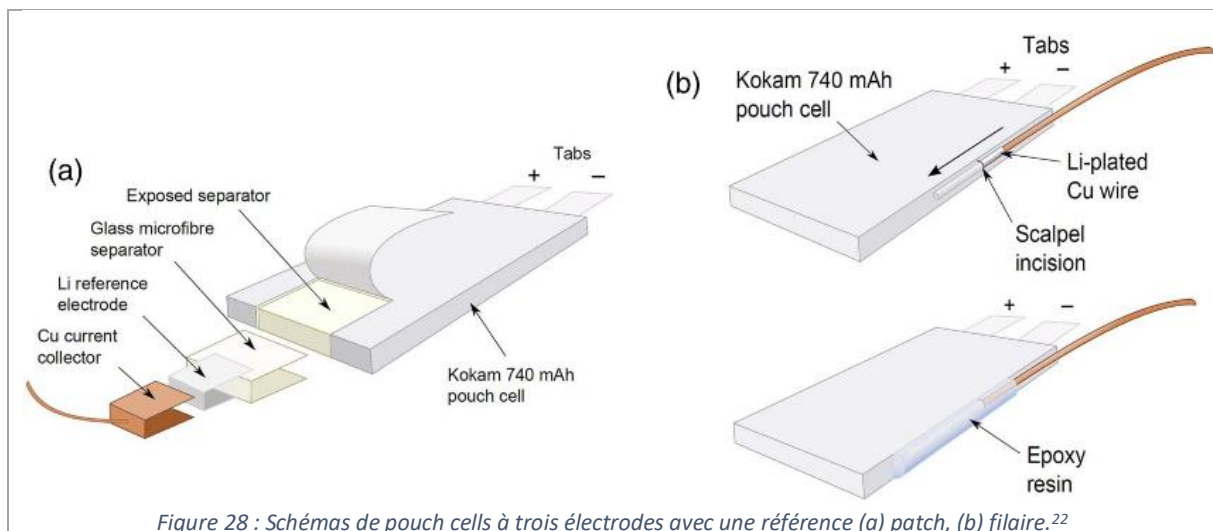 (a)
Tabs
+ −
Exposed separator
Glass microfibre
separator
Li reference
electrode
Cu current
collector
Kokam 740 mAh
pouch cell
(b)
Tabs
+ −
Kokam 740 mAh
pouch cell
Li-plated
Cu wire
Scalpel
incision
+ −
Epoxy
resin
Figure 28 : Schémas de pouch cells à trois électrodes avec une référence (a) patch, (b) filaire.²²